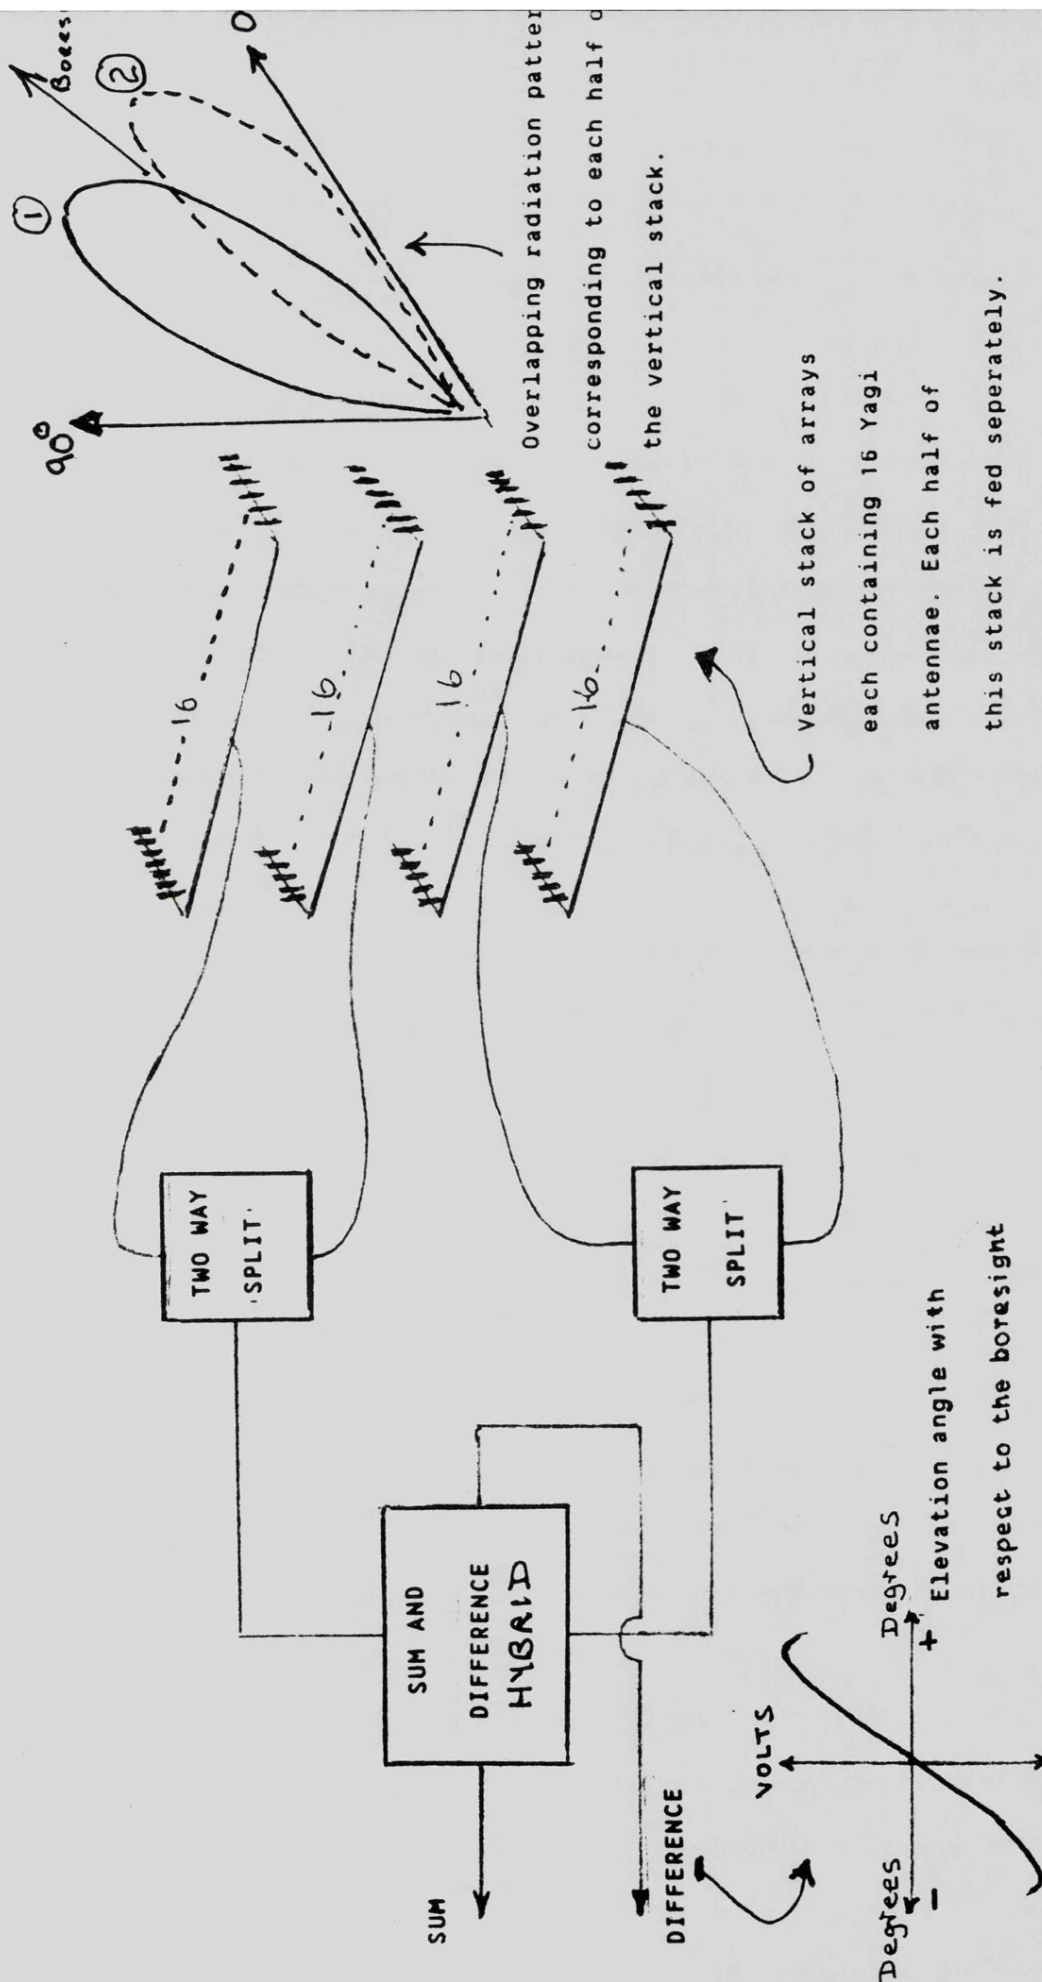 SUM
SUM AND
DIFFERENCE
HYBRID
DIFFERENCE
TWO WAY
SPLIT
TWO WAY
SPLIT
16
16
16
16
90°
①
②
0
Overlapping radiation
corresponding to each half
the vertical stack.
Vertical stack of arrays
each containing 16 Yagi
antennae. Each half of
this stack is fed seperately.
VOLTS
Degrees
-
Degrees
+
Elevation angle with
respect to the boresight